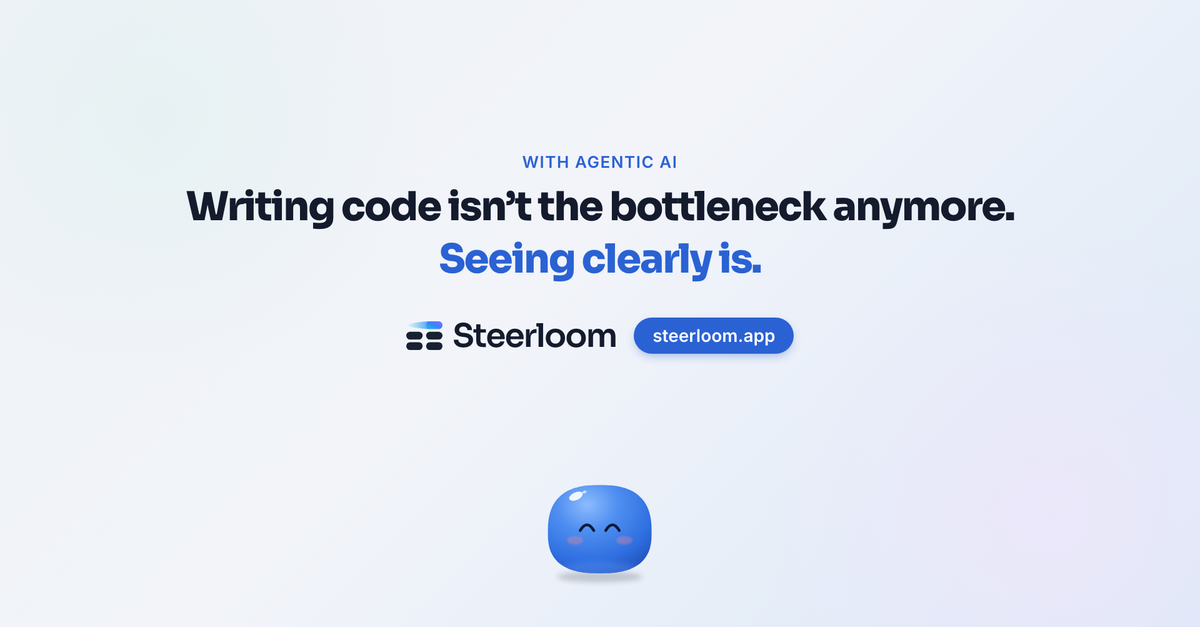 WITH AGENTIC AI
Writing code isn’t the bottleneck anymore.
Seeing clearly is.
Steerloom steerloom.app